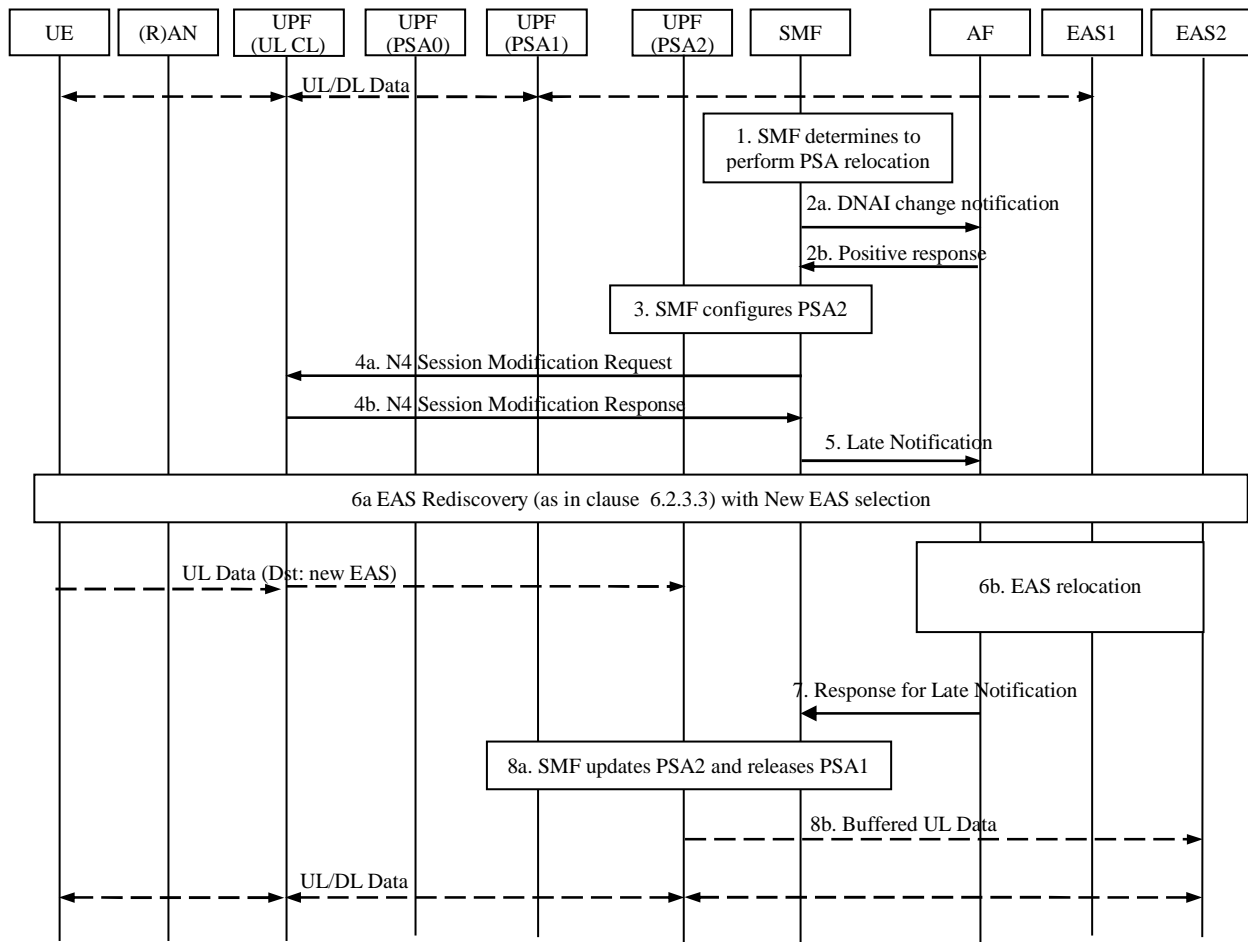 UE
(R)AN
UPF
(UL CL)
UPF
(PSA0)
UPF
(PSA1)
UPF
(PSA2)
SMF
AF
EAS1
EAS2
UL/DL Data
1. SMF determines to
perform PSA relocation
2a. DNAI change notification
2b. Positive response
3. SMF configures PSA2
4a. N4 Session Modification Request
4b. N4 Session Modification Response
5. Late Notification
6a EAS Rediscovery (as in clause 6.2.3.3) with New EAS selection
UL Data (Dst: new EAS)
6b. EAS relocation
7. Response for Late Notification
8a. SMF updates PSA2 and releases PSA1
8b. Buffered UL Data
UL/DL Data